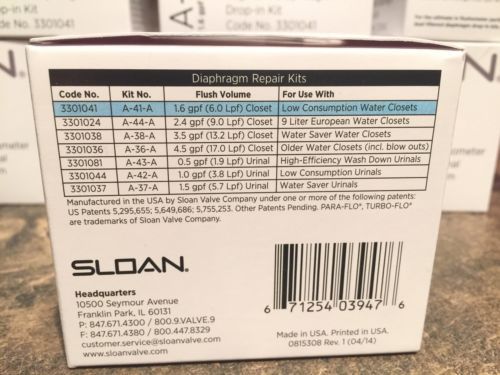 Drop-in Kit
Code No. 3301041
A-
1.6 gpf
Drop-in Kit
Code No. 33010
Diaphragm Repair Kits
Code No. Kit No. Flush Volume For Use With
3301041 A-41-A 1.6 gpf (6.0 Lpf) Closet Low Consumption Water Closets
3301024 A-44-A 2.4 gpf (9.0 Lpf) Closet 9 Liter European Water Closets
3301038 A-38-A 3.5 gpf (13.2 Lpf) Closet Water Saver Water Closets
3301036 A-36-A 4.5 gpf (17.0 Lpf) Closet Older Water Closets (incl. blow outs)
3301081 A-43-A 0.5 gpf (1.9 Lpf) Urinal High-Efficiency Wash Down Urinals
3301044 A-42-A 1.0 gpf (3.8 Lpf) Urinal Low Consumption Urinals
3301037 A-37-A 1.5 gpf (5.7 Lpf) Urinal Water Saver Urinals
Manufactured in the USA by Sloan Valve Company under one or more of the following patents:
US Patents 5,295,655; 5,649,686; 5,755,253. Other Patents Pending. PARA-FLO®, TURBO-FLO®
are trademarks of Sloan Valve Company.
SLOAN®
Headquarters
10500 Seymour Avenue
Franklin Park, IL 60131
P: 847.671.4300 / 800.9.VALVE.9
F: 847.671.4380 / 800.447.8329
customer.service@sloanvalve.com
www.sloanvalve.com
6 71254 03947 6
Made in USA. Printed in USA.
0815308 Rev. 1 (04/14)